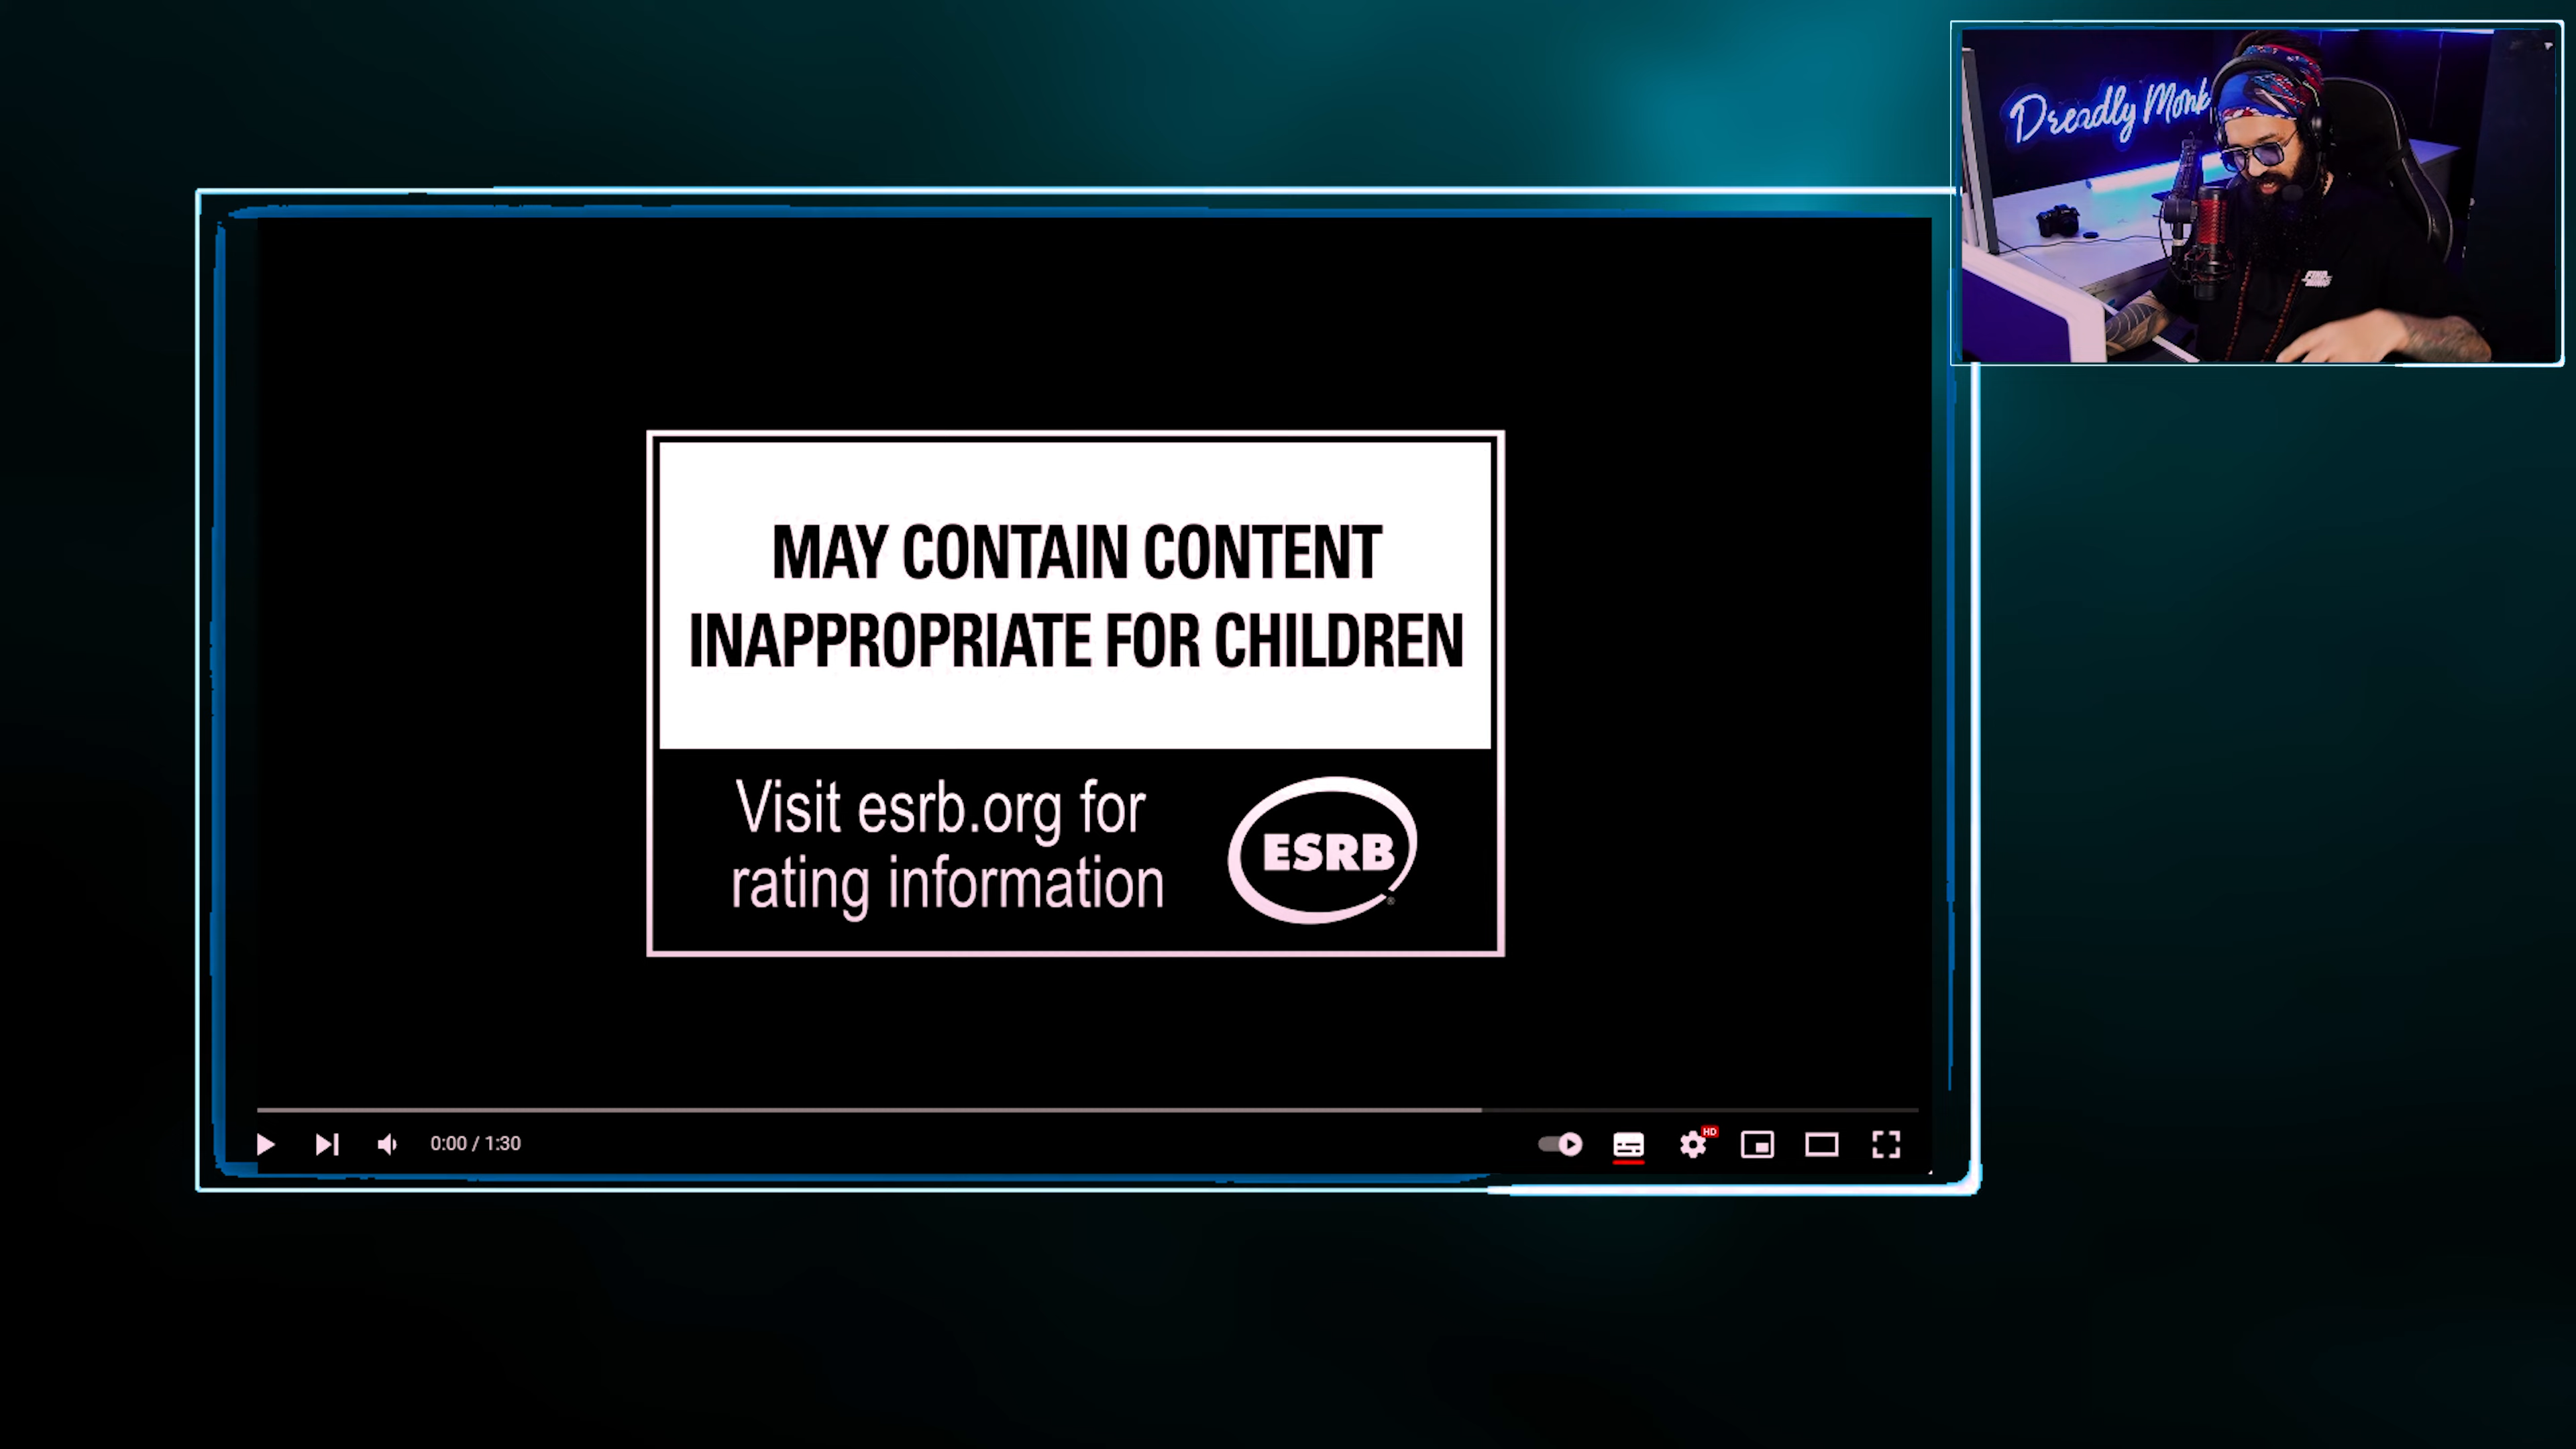 Dreadly Monk
MAY CONTAIN CONTENT
INAPPROPRIATE FOR CHILDREN
Visit esrb.org for
rating information
ESRB
®
0:00 / 1:30
HD